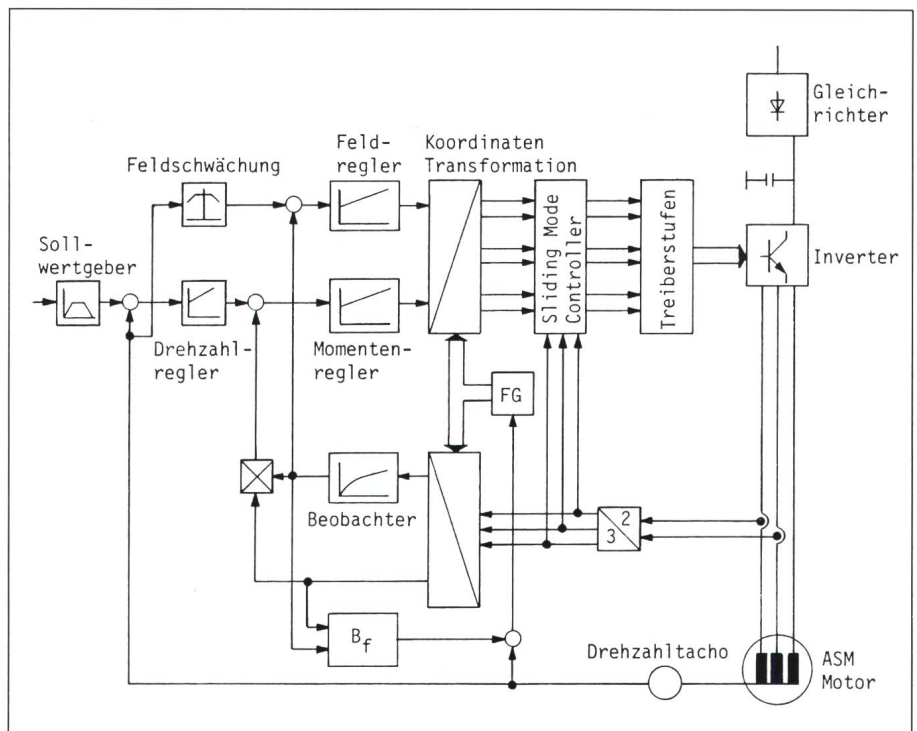 Gleich-
richter
Feld-
regler
Koordinaten
Transformation
Feldschwächung
Soll-
wertgeber
Sliding Mode
Controller
Treiberstufen
Inverter
Drehzahl-
regler
Momenten-
regler
FG
Beobachter
2
3
Bf
Drehzahltacho
ASM
Motor